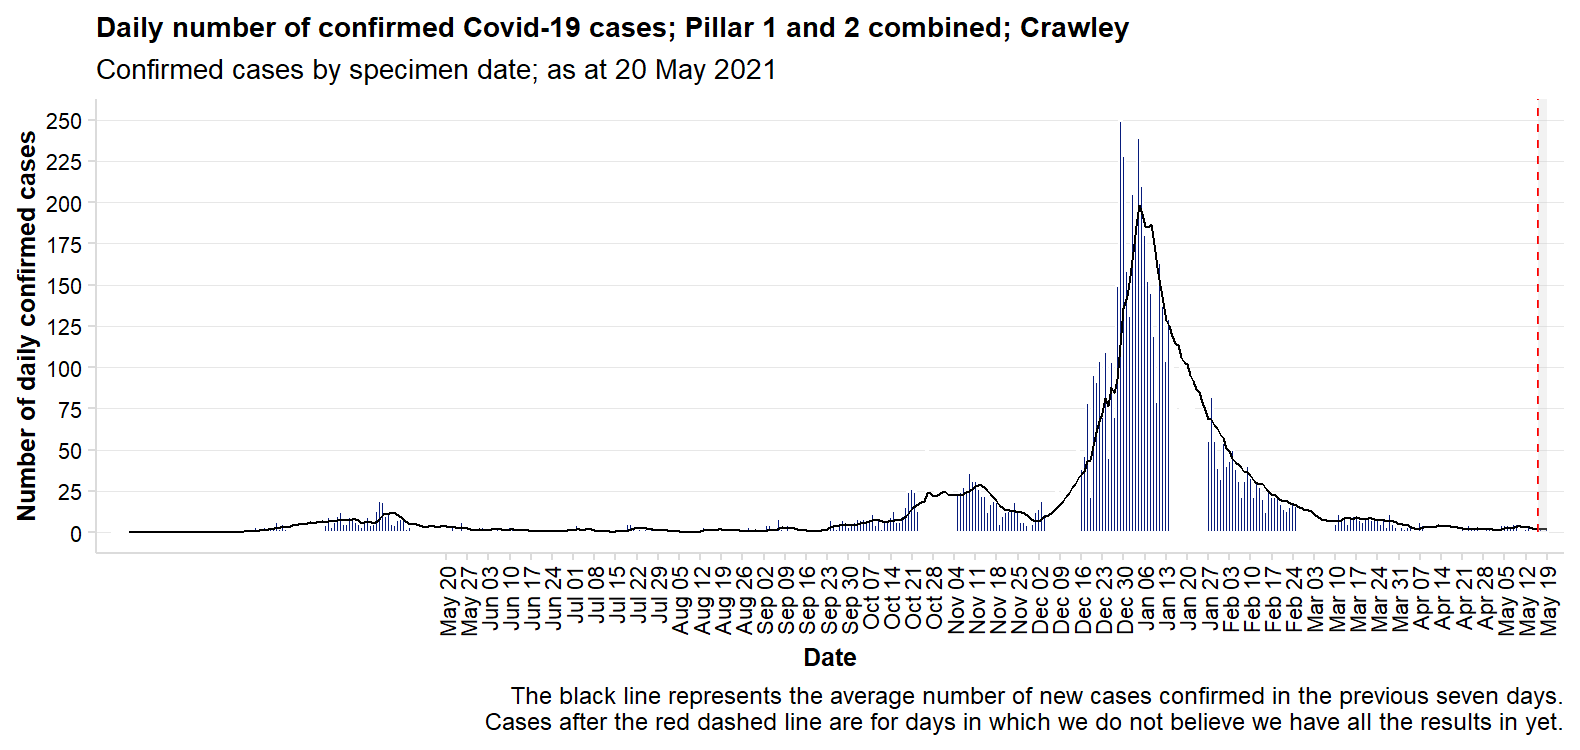 Daily number of confirmed Covid-19 cases; Pillar 1 and 2 combined; Crawley
Confirmed cases by specimen date; as at 20 May 2021
Number of daily confirmed cases
250
225
200
175
150
125
100
75
50
25
0
May 20
May 27
Jun 03
Jun 10
Jun 17
Jun 24
Jul 01
Jul 08
Jul 15
Jul 22
Jul 29
Aug 05
Aug 12
Aug 19
Aug 26
Sep 02
Sep 09
Sep 16
Sep 23
Sep 30
Oct 07
Oct 14
Oct 21
Oct 28
Nov 04
Nov 11
Nov 18
Nov 25
Dec 02
Dec 09
Dec 16
Dec 23
Dec 30
Jan 06
Jan 13
Jan 20
Jan 27
Feb 03
Feb 10
Feb 17
Feb 24
Mar 03
Mar 10
Mar 17
Mar 24
Mar 31
Apr 07
Apr 14
Apr 21
Apr 28
May 05
May 12
May 19
Date
The black line represents the average number of new cases confirmed in the previous seven days.
Cases after the red dashed line are for days in which we do not believe we have all the results in yet.